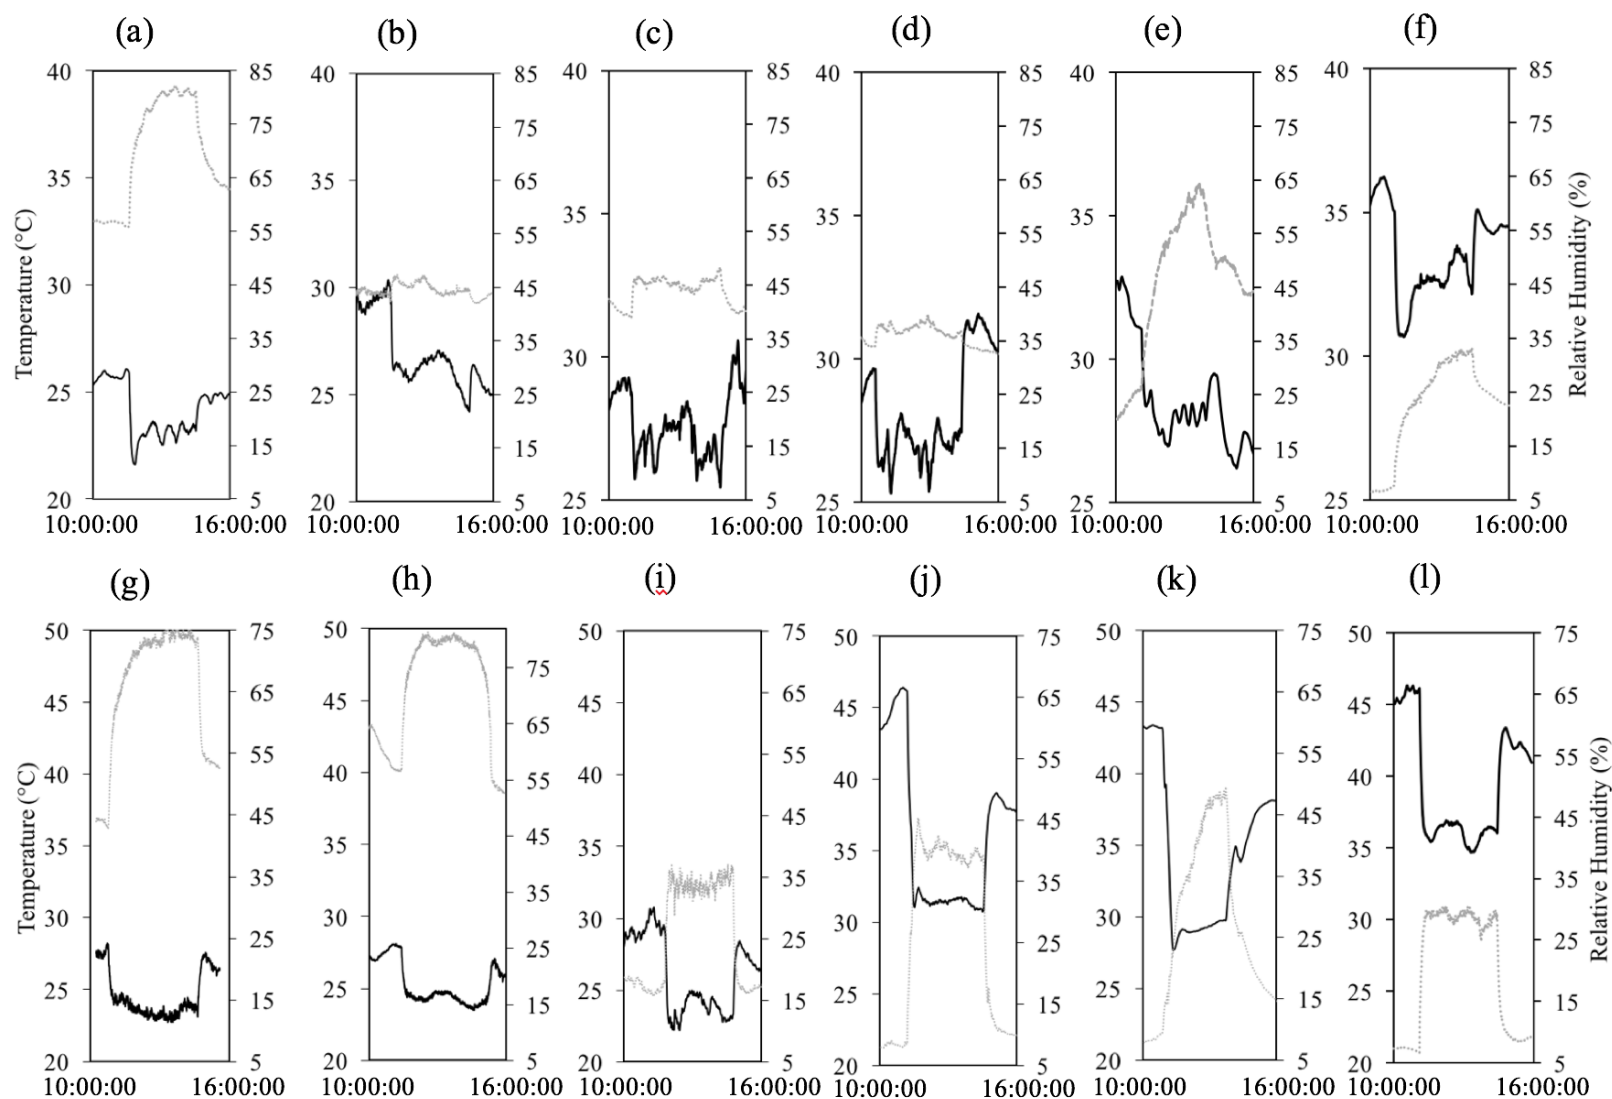 (a) (b) (c) (d) (e) (f)
40 85 40 85 40 85 40 85 40 85 40 85
75 75 75 75 75 75
35 65 35 65 35 65 35 65 35 65 35 65
55 55 55 55 55 55
30 45 30 45 30 45 30 45 30 45 30 45
35 35 35 35 35 35
25 25 25 25 25 25 25 25
15 15 15 15 15 15
20 5 20 5 25 5 25 5 25 5 25 5
Temperature (°C)
Relative Humidity (%)
10:00:00 16:00:00 10:00:00 16:00:00 10:00:00 16:00:00 10:00:00 16:00:00 10:00:00 16:00:00 10:00:00 16:00:00
(g) (h) (i) (j) (k) (l)
50 75 50 50 75 50 75 50 75 50 75
45 65 45 75 45 65 45 65 45 65 45 65
40 55 40 65 40 55 40 55 40 55 40 55
35 45 35 55 35 45 35 45 35 45 35 45
45
30 35 30 35 30 35 30 35 30 35 30 35
25 25 25 25 25 25 25 25 25 25 25 25
15 15 15 15 15 15
20 5 20 5 20 5 20 5 20 5 20 5
Temperature (°C)
Relative Humidity (%)
10:00:00 16:00:00 10:00:00 16:00:00 10:00:00 16:00:00 10:00:00 16:00:00 10:00:00 16:00:00 10:00:00 16:00:00